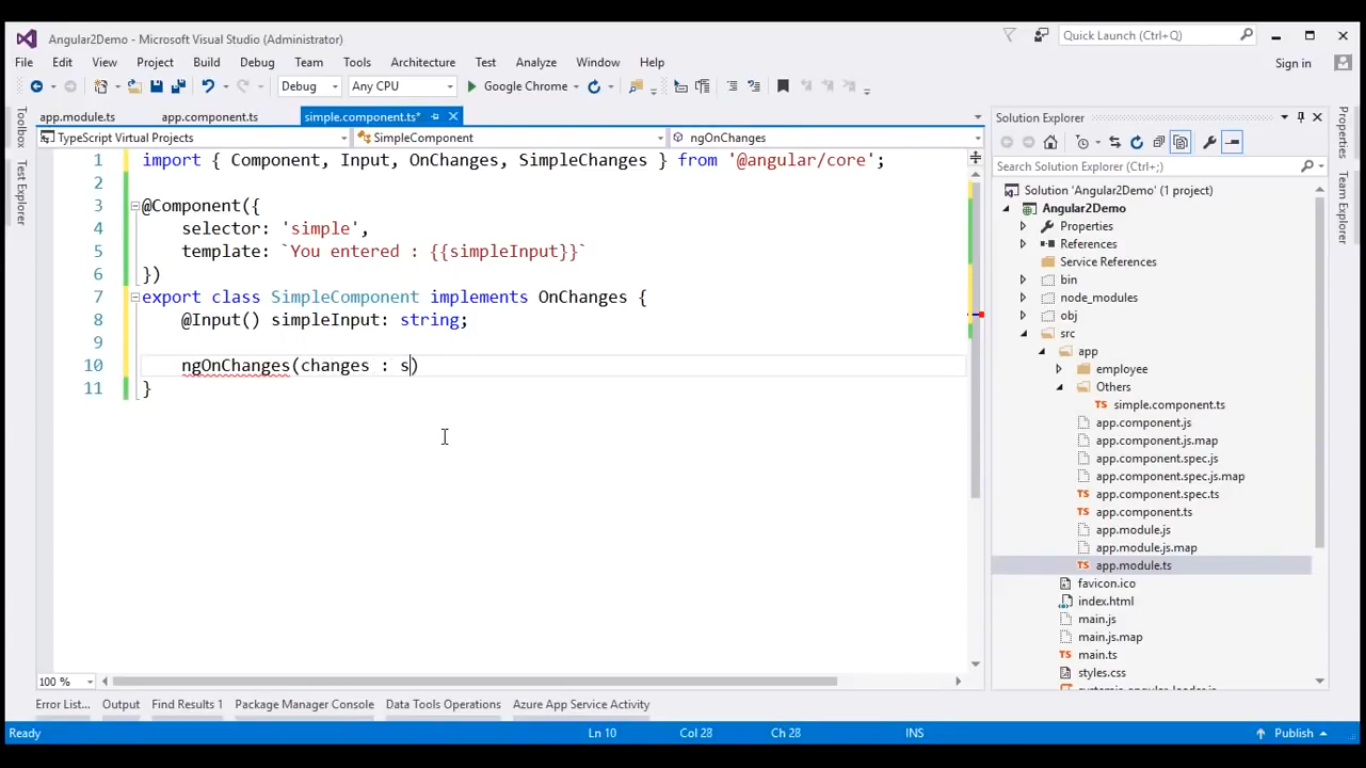 Angular2Demo - Microsoft Visual Studio (Administrator)
Quick Launch (Ctrl+Q)
File Edit View Project Build Debug Team Tools Architecture Test Analyze Window Help
Sign in
Debug Any CPU Google Chrome
app.module.ts app.component.ts simple.component.ts*
TypeScript Virtual Projects SimpleComponent ngOnChanges
Toolbox
Test Explorer
1 import { Component, Input, OnChanges, SimpleChanges } from '@angular/core';
2
3 @Component({
4 selector: 'simple',
5 template: `You entered : {{simpleInput}}`
6 })
7 export class SimpleComponent implements OnChanges {
8 @Input() simpleInput: string;
9
10 ngOnChanges(changes : s)
11 }
100 %
Solution Explorer
Search Solution Explorer (Ctrl+;)
Solution 'Angular2Demo' (1 project)
Angular2Demo
Properties
References
Service References
bin
node_modules
obj
src
app
employee
Others
simple.component.ts
app.component.js
app.component.js.map
app.component.spec.js
app.component.spec.js.map
app.component.spec.ts
app.component.ts
app.module.js
app.module.js.map
app.module.ts
favicon.ico
index.html
main.js
main.js.map
main.ts
styles.css
Properties
Team Explorer
Error List... Output Find Results 1 Package Manager Console Data Tools Operations Azure App Service Activity
Ready Ln 10 Col 28 Ch 28 INS Publish